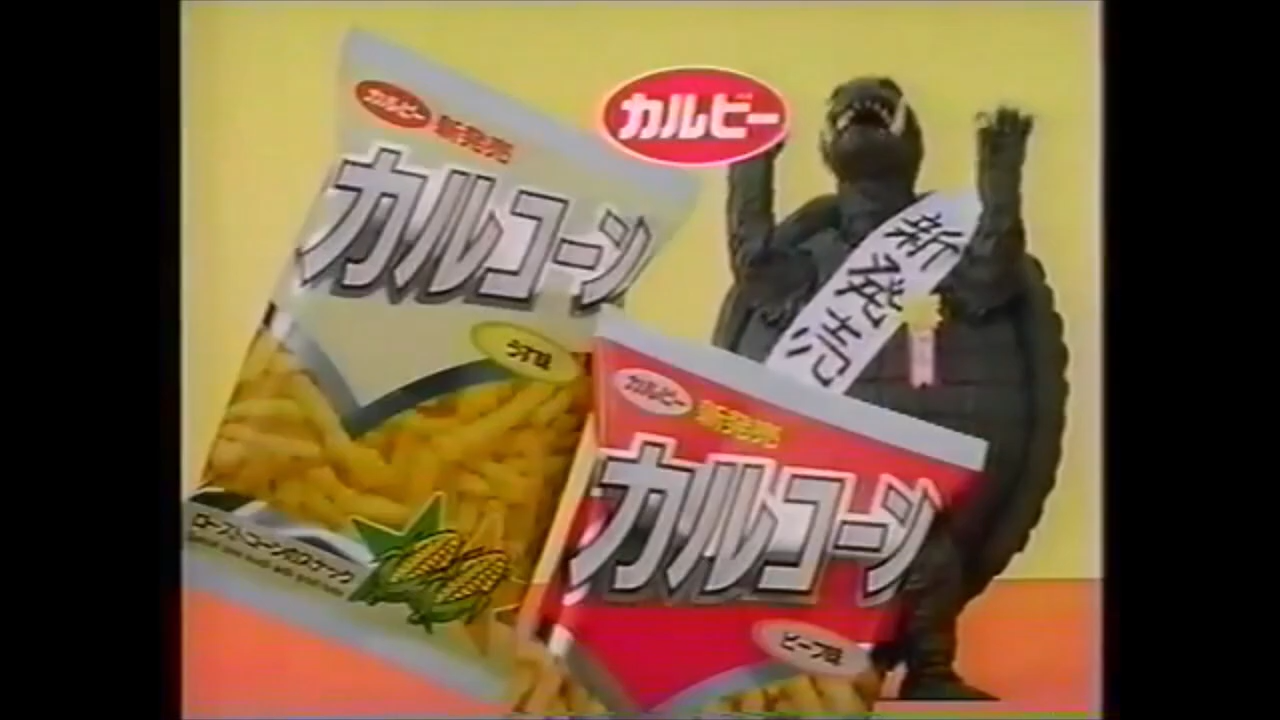 カルビー
新発売
カルコーン
うす味
ローストコーンのスナック
カルビー
新発売
カルビー
新発売
カルコーン
ビーフ味